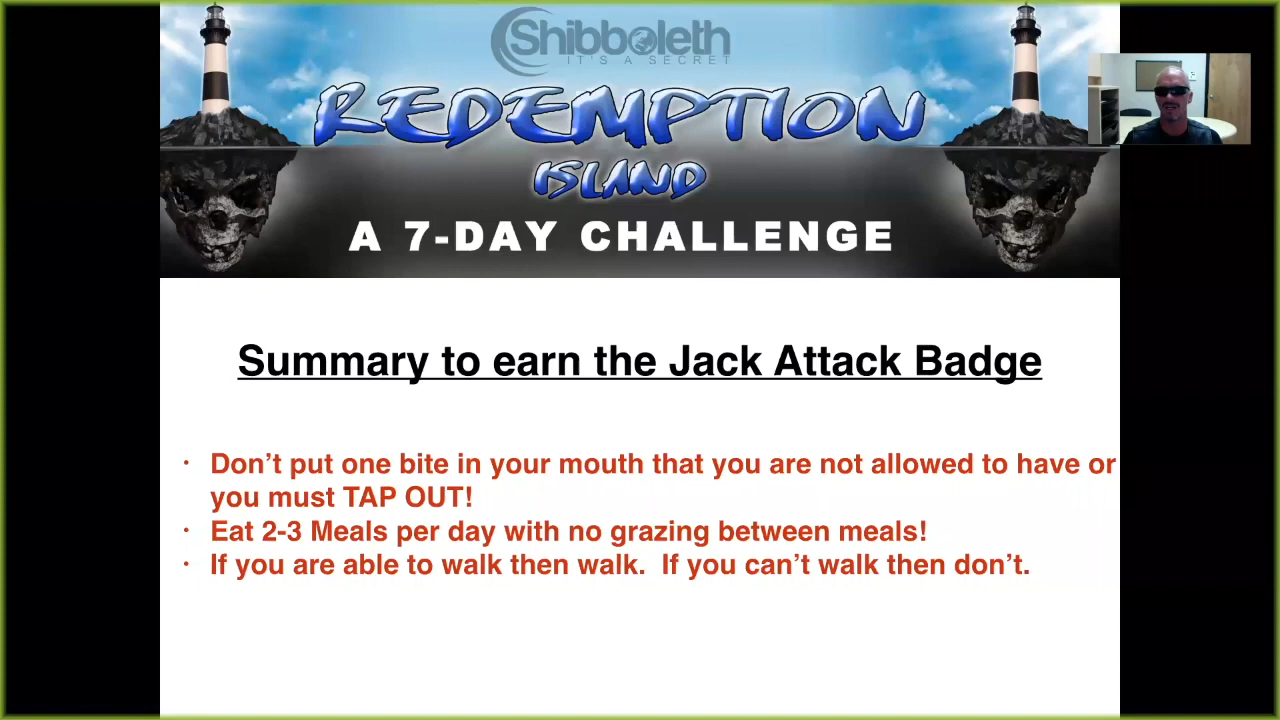 Shibboleth
IT'S A SECRET
REDEMPTION
ISLAND
A 7-DAY CHALLENGE
Summary to earn the Jack Attack Badge
· Don’t put one bite in your mouth that you are not allowed to have or
you must TAP OUT!
· Eat 2-3 Meals per day with no grazing between meals!
· If you are able to walk then walk.  If you can’t walk then don’t.